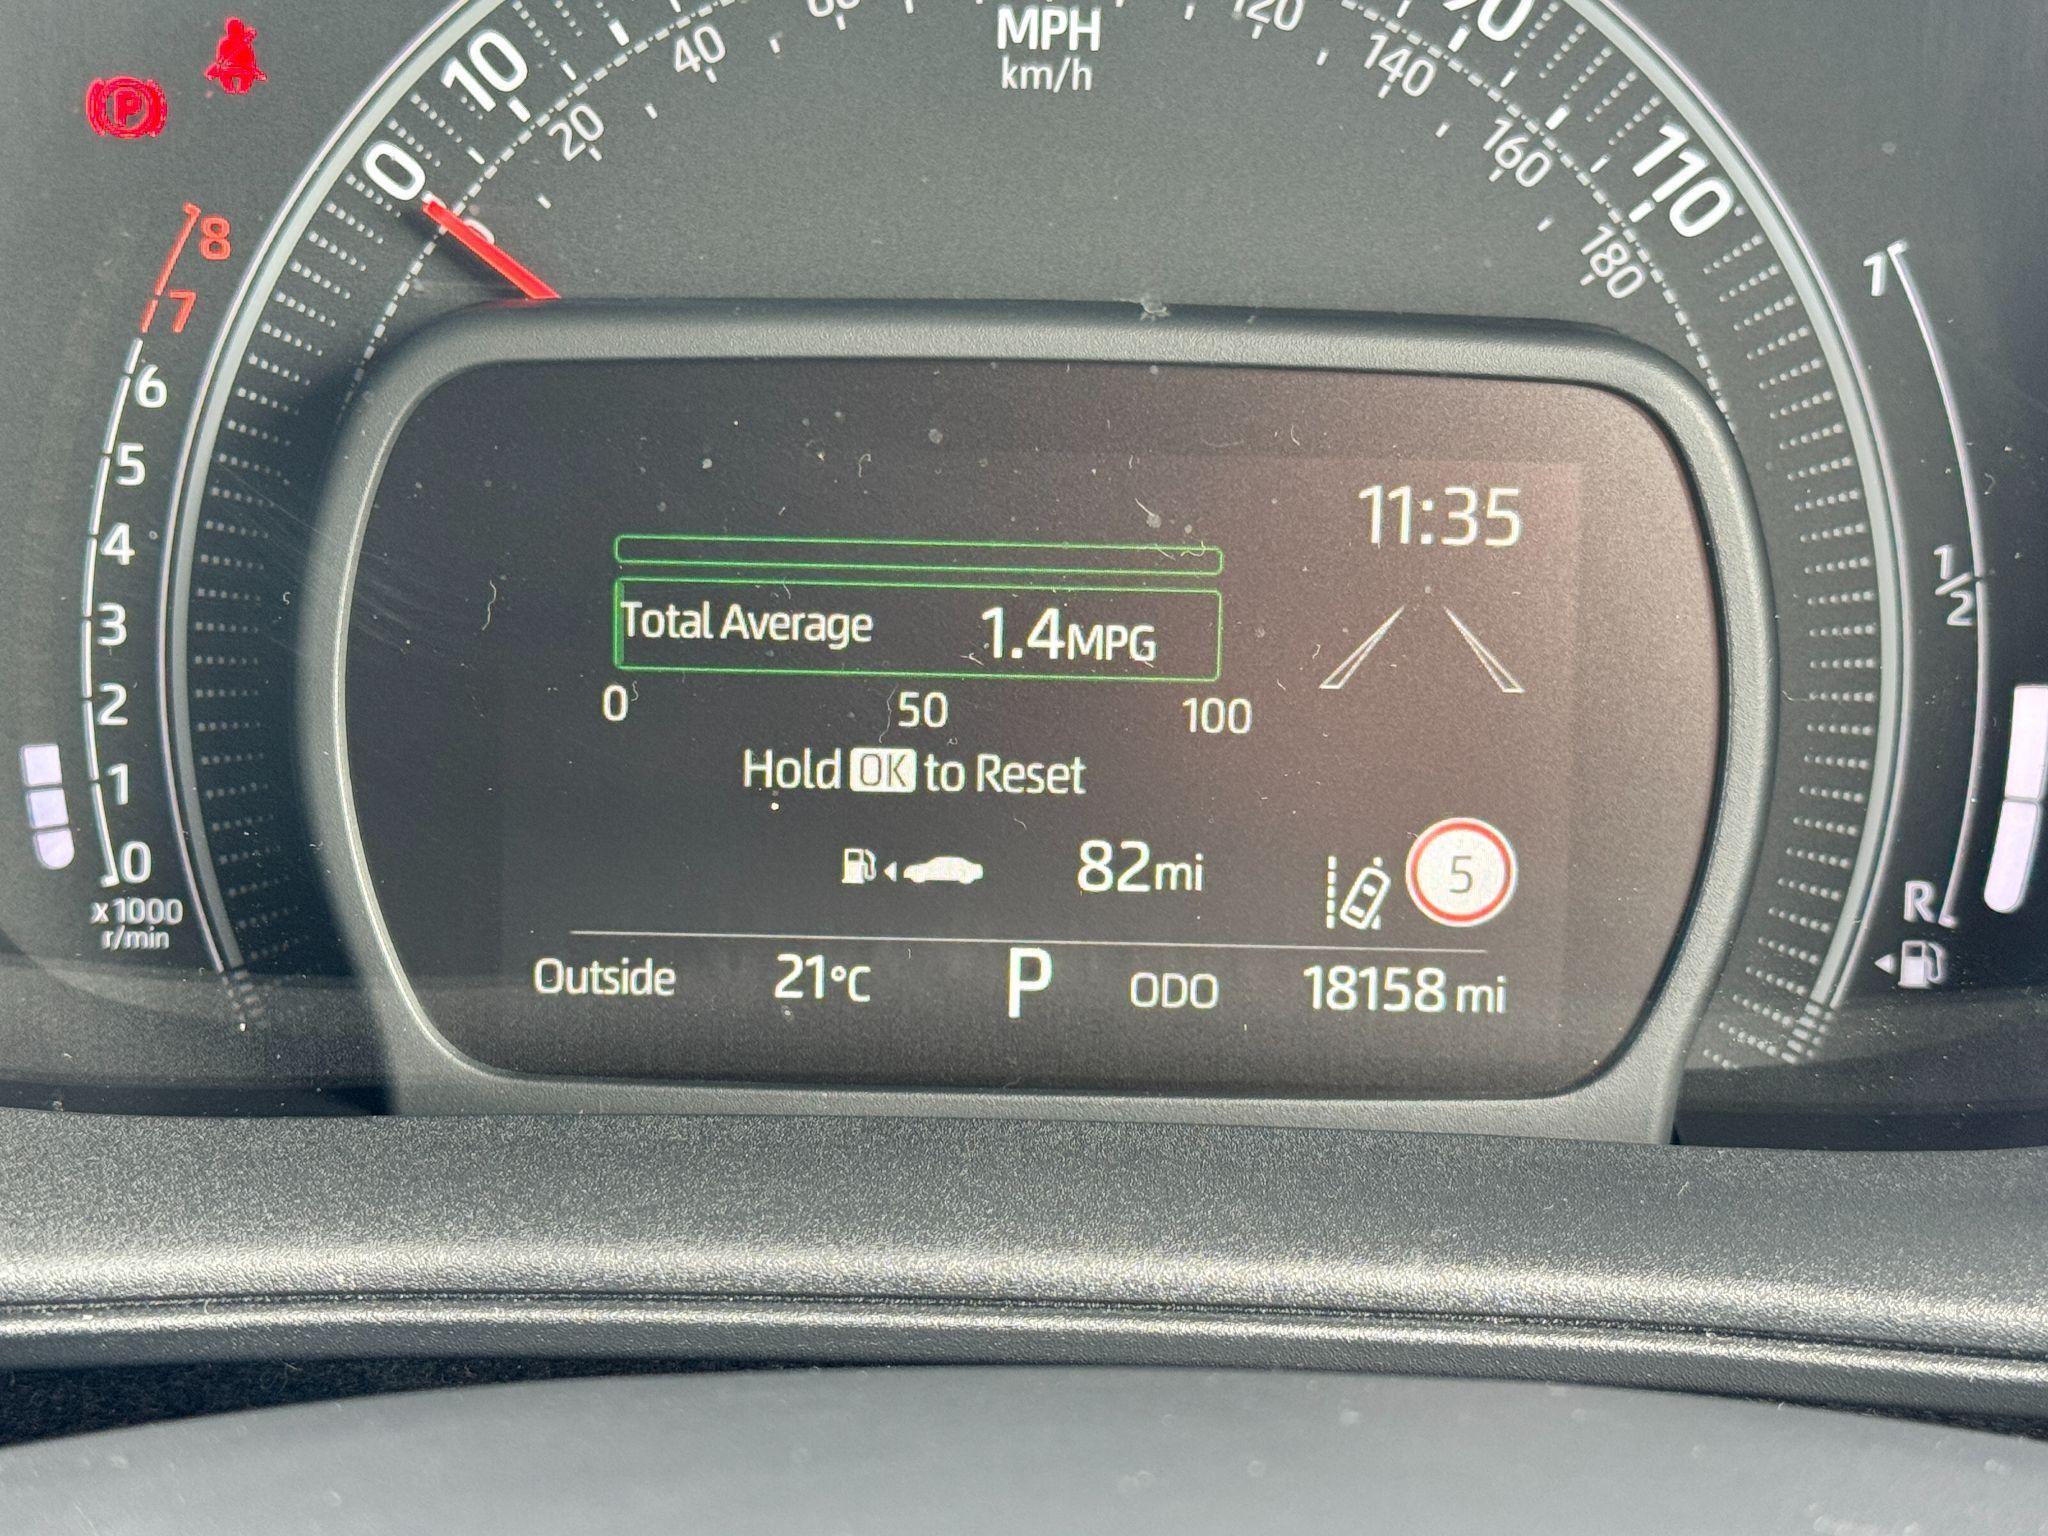 MPH
km/h
0
10
20
40
120
140
160
180
110
8
7
6
5
4
3
2
1
0
x1000
r/min
1
1/2
R
P
11:35
Total Average 1.4MPG
0 50 100
Hold OK to Reset
82mi
5
Outside 21°C P ODO 18158 mi